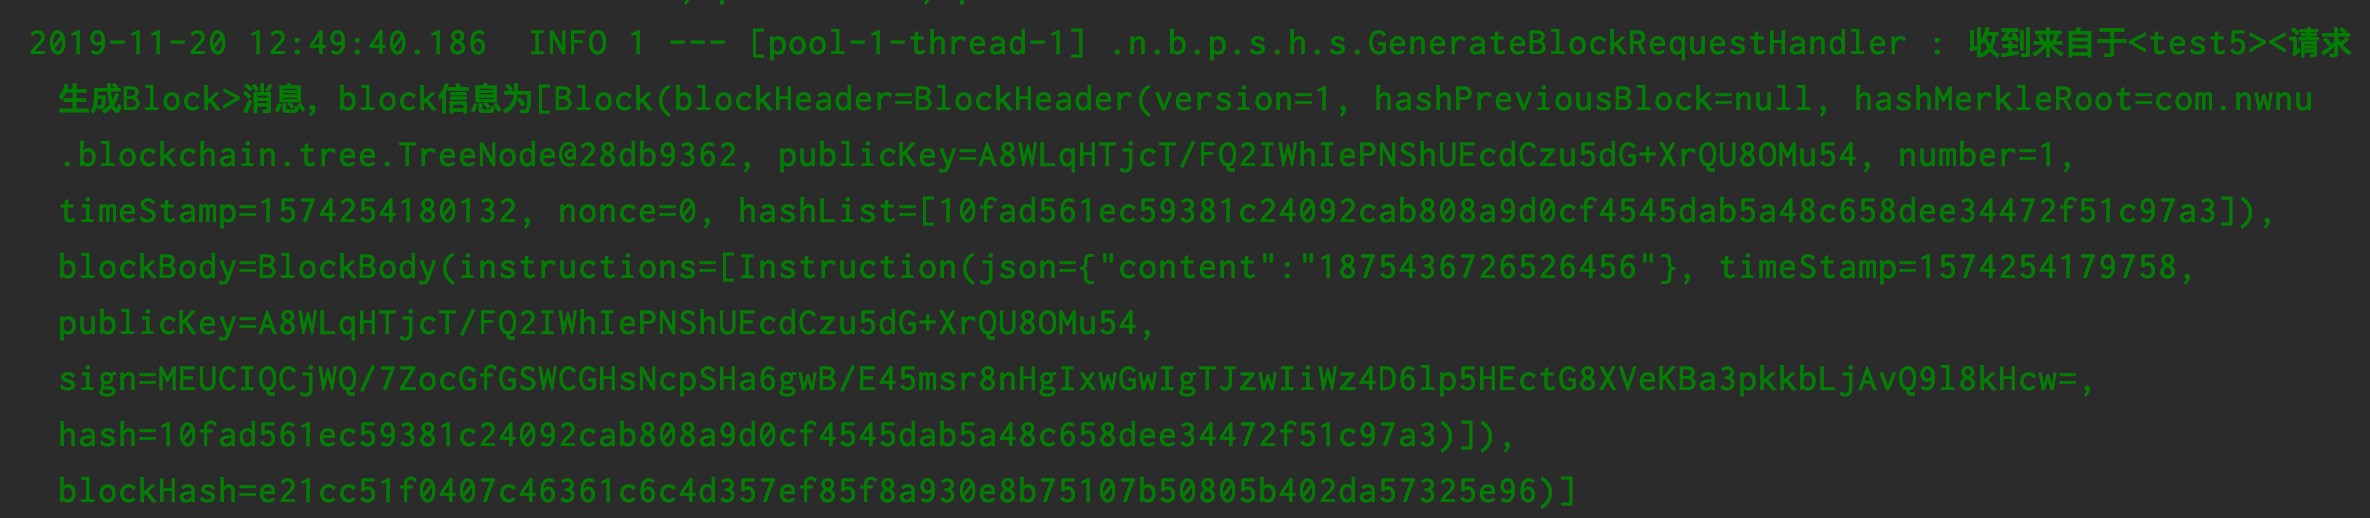 2019-11-20 12:49:40.186  INFO 1 --- [pool-1-thread-1] .n.b.p.s.h.s.GenerateBlockRequestHandler : 收到来自于<test5><请求
生成Block>消息, block信息为[Block(blockHeader=BlockHeader(version=1, hashPreviousBlock=null, hashMerkleRoot=com.nwnu
.blockchain.tree.TreeNode@28db9362, publicKey=A8WLqHTjcT/FQ2IWhIePNShUEcdCzu5dG+XrQU8OMu54, number=1,
timeStamp=1574254180132, nonce=0, hashList=[10fad561ec59381c24092cab808a9d0cf4545dab5a48c658dee34472f51c97a3]),
blockBody=BlockBody(instructions=[Instruction(json={"content":"1875436726526456"}, timeStamp=1574254179758,
publicKey=A8WLqHTjcT/FQ2IWhIePNShUEcdCzu5dG+XrQU8OMu54,
sign=MEUCIQCjWQ/7ZocGfGSWCGHsNcpSHa6gwB/E45msr8nHgIxwGwIgTJzwIiWz4D6lp5HEctG8XVeKBa3pkkbLjAvQ9l8kHcw=,
hash=10fad561ec59381c24092cab808a9d0cf4545dab5a48c658dee34472f51c97a3)]),
blockHash=e21cc51f0407c46361c6c4d357ef85f8a930e8b75107b50805b402da57325e96)]